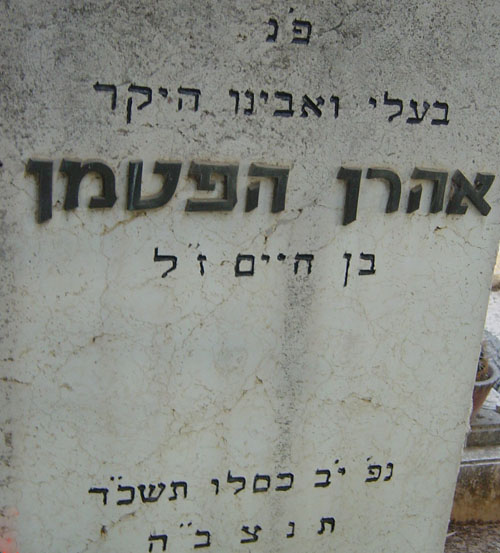 פ'נ
בעלי ואבינו היקר
אהרן הפטמן
בן חיים ז"ל
נפ' י'ב כסלו תשכ"ד
ת נ צ ב" ה